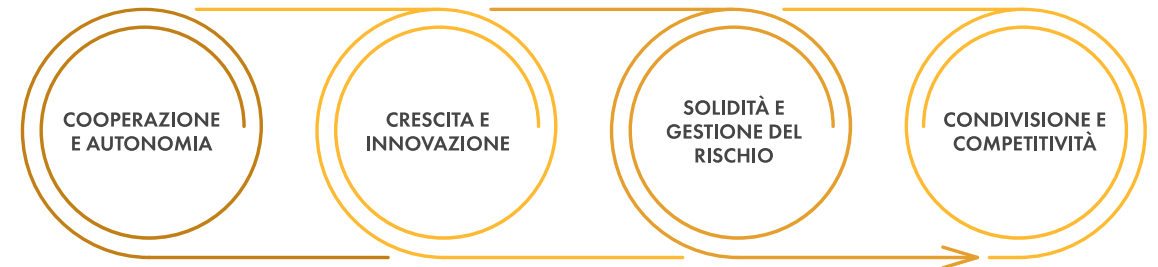 COOPERAZIONE
E AUTONOMIA
CRESCITA E
INNOVAZIONE
SOLIDITÀ E
GESTIONE DEL
RISCHIO
CONDIVISIONE E
COMPETITIVITÀ